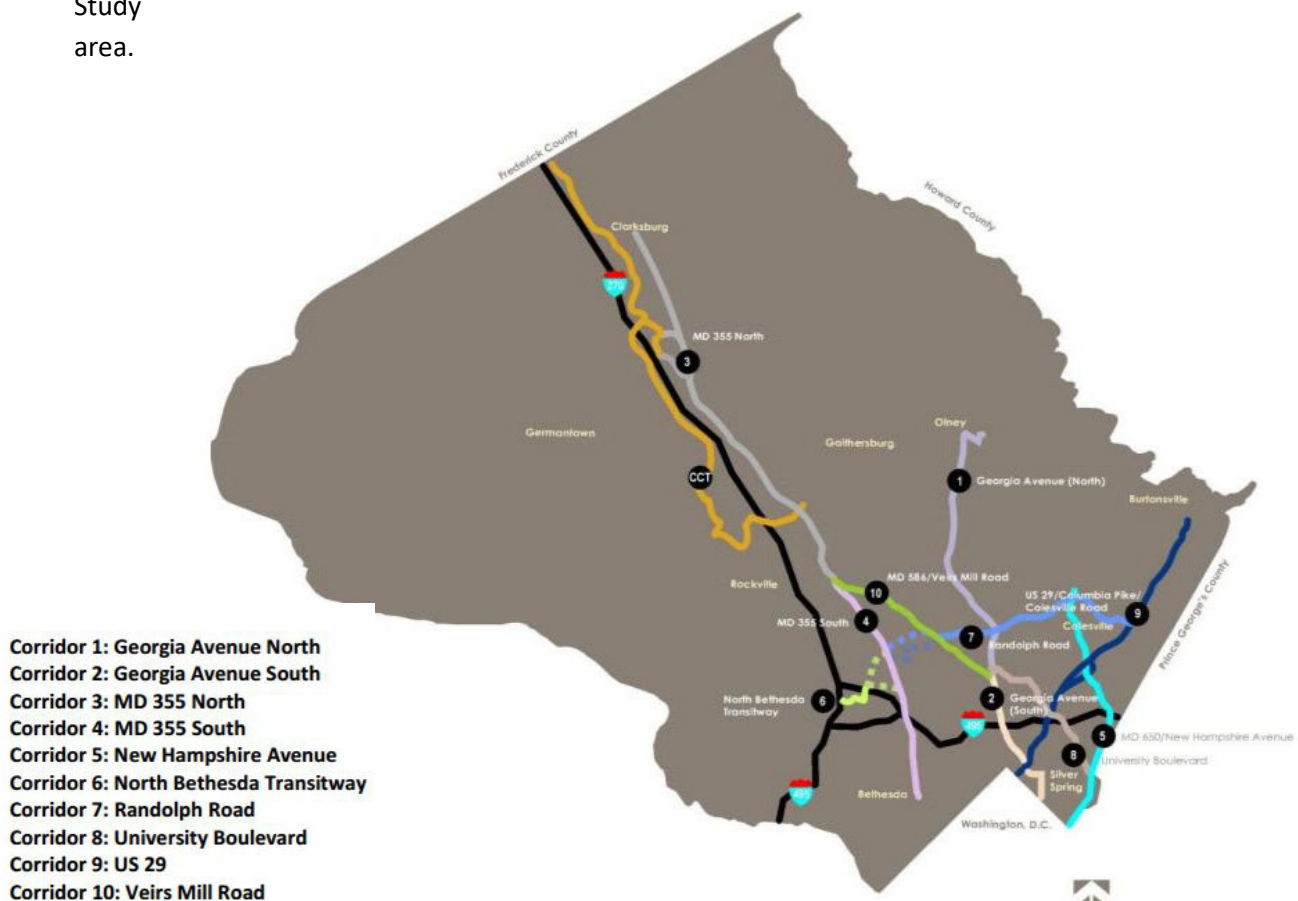 Study
area.
Frederick County
Howard County
Clarksburg
270
MD 355 North
3
Olney
Germantown
Gaithersburg
CCT
1
Georgia Avenue (North)
Burtonsville
Rockville
MD 586/Veirs Mill Road
10
US 29/Columbia Pike/
Colesville Road
9
MD 355 South
4
Colesville
7
Randolph Road
Prince George's County
North Bethesda
Transitway
6
2
Georgia Avenue
(South)
495
5
MD 650/New Hampshire Avenue
8
University Boulevard
Silver
Spring
495
Bethesda
Washington, D.C.
Corridor 1: Georgia Avenue North
Corridor 2: Georgia Avenue South
Corridor 3: MD 355 North
Corridor 4: MD 355 South
Corridor 5: New Hampshire Avenue
Corridor 6: North Bethesda Transitway
Corridor 7: Randolph Road
Corridor 8: University Boulevard
Corridor 9: US 29
Corridor 10: Veirs Mill Road